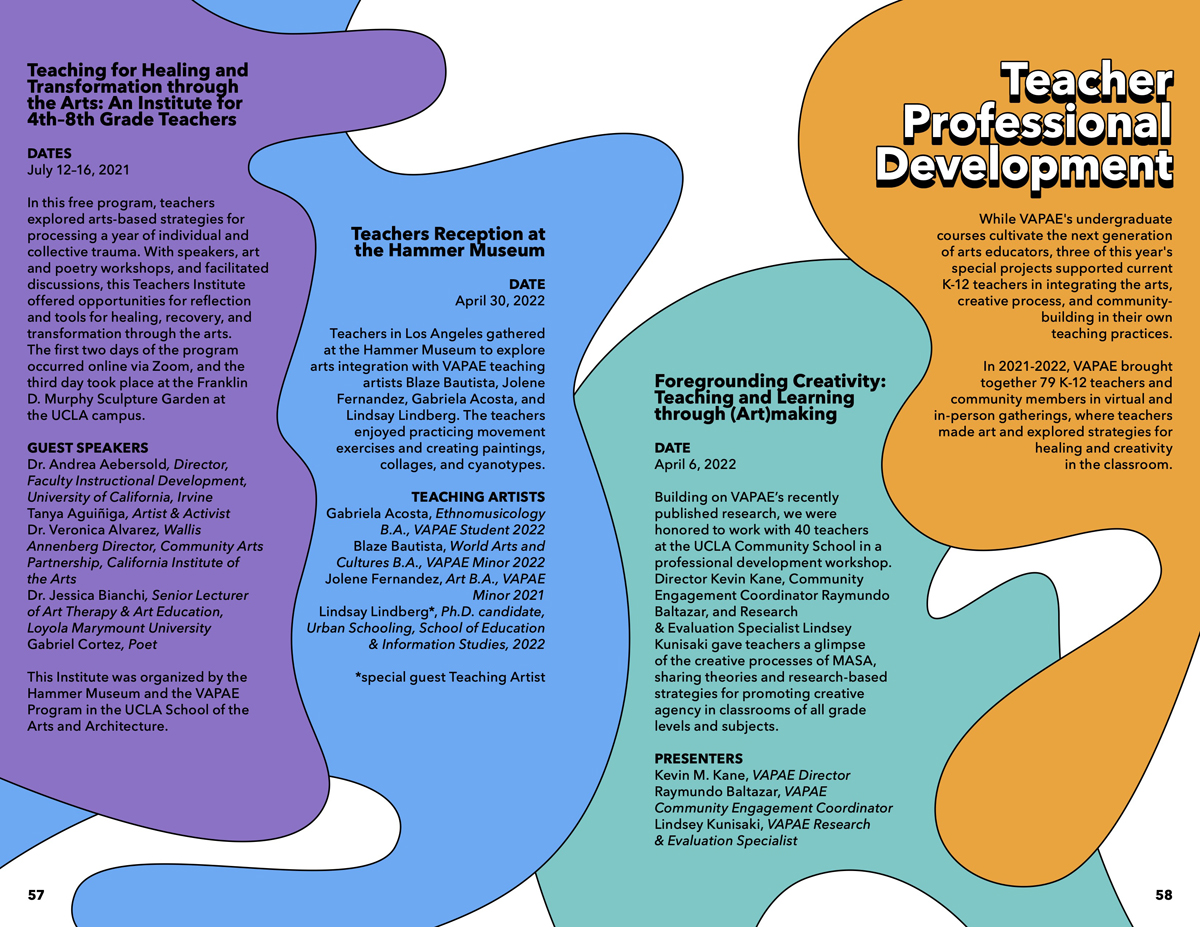 Teaching for Healing and
Transformation through
the Arts: An Institute for
4th–8th Grade Teachers
DATES
July 12–16, 2021
In this free program, teachers
explored arts-based strategies for
processing a year of individual and
collective trauma. With speakers, art
and poetry workshops, and facilitated
discussions, this Teachers Institute
offered opportunities for reflection
and tools for healing, recovery, and
transformation through the arts.
The first two days of the program
occurred online via Zoom, and the
third day took place at the Franklin
D. Murphy Sculpture Garden at
the UCLA campus.
GUEST SPEAKERS
Dr. Andrea Aebersold, Director,
Faculty Instructional Development,
University of California, Irvine
Tanya Aguiñiga, Artist & Activist
Dr. Veronica Alvarez, Wallis
Annenberg Director, Community Arts
Partnership, California Institute of
the Arts
Dr. Jessica Bianchi, Senior Lecturer
of Art Therapy & Art Education,
Loyola Marymount University
Gabriel Cortez, Poet
This Institute was organized by the
Hammer Museum and the VAPAE
Program in the UCLA School of the
Arts and Architecture.
57
Teachers Reception at
the Hammer Museum
DATE
April 30, 2022
Teachers in Los Angeles gathered
at the Hammer Museum to explore
arts integration with VAPAE teaching
artists Blaze Bautista, Jolene
Fernandez, Gabriela Acosta, and
Lindsay Lindberg. The teachers
enjoyed practicing movement
exercises and creating paintings,
collages, and cyanotypes.
TEACHING ARTISTS
Gabriela Acosta, Ethnomusicology
B.A., VAPAE Student 2022
Blaze Bautista, World Arts and
Cultures B.A., VAPAE Minor 2022
Jolene Fernandez, Art B.A., VAPAE
Minor 2021
Lindsay Lindberg*, Ph.D. candidate,
Urban Schooling, School of Education
& Information Studies, 2022
*special guest Teaching Artist
Foregrounding Creativity:
Teaching and Learning
through (Art)making
DATE
April 6, 2022
Building on VAPAE’s recently
published research, we were
honored to work with 40 teachers
at the UCLA Community School in a
professional development workshop.
Director Kevin Kane, Community
Engagement Coordinator Raymundo
Baltazar, and Research
& Evaluation Specialist Lindsey
Kunisaki gave teachers a glimpse
of the creative processes of MASA,
sharing theories and research-based
strategies for promoting creative
agency in classrooms of all grade
levels and subjects.
PRESENTERS
Kevin M. Kane, VAPAE Director
Raymundo Baltazar, VAPAE
Community Engagement Coordinator
Lindsey Kunisaki, VAPAE Research
& Evaluation Specialist
Teacher
Professional
Development
While VAPAE's undergraduate
courses cultivate the next generation
of arts educators, three of this year's
special projects supported current
K-12 teachers in integrating the arts,
creative process, and community-
building in their own
teaching practices.
In 2021-2022, VAPAE brought
together 79 K-12 teachers and
community members in virtual and
in-person gatherings, where teachers
made art and explored strategies for
healing and creativity
in the classroom.
58